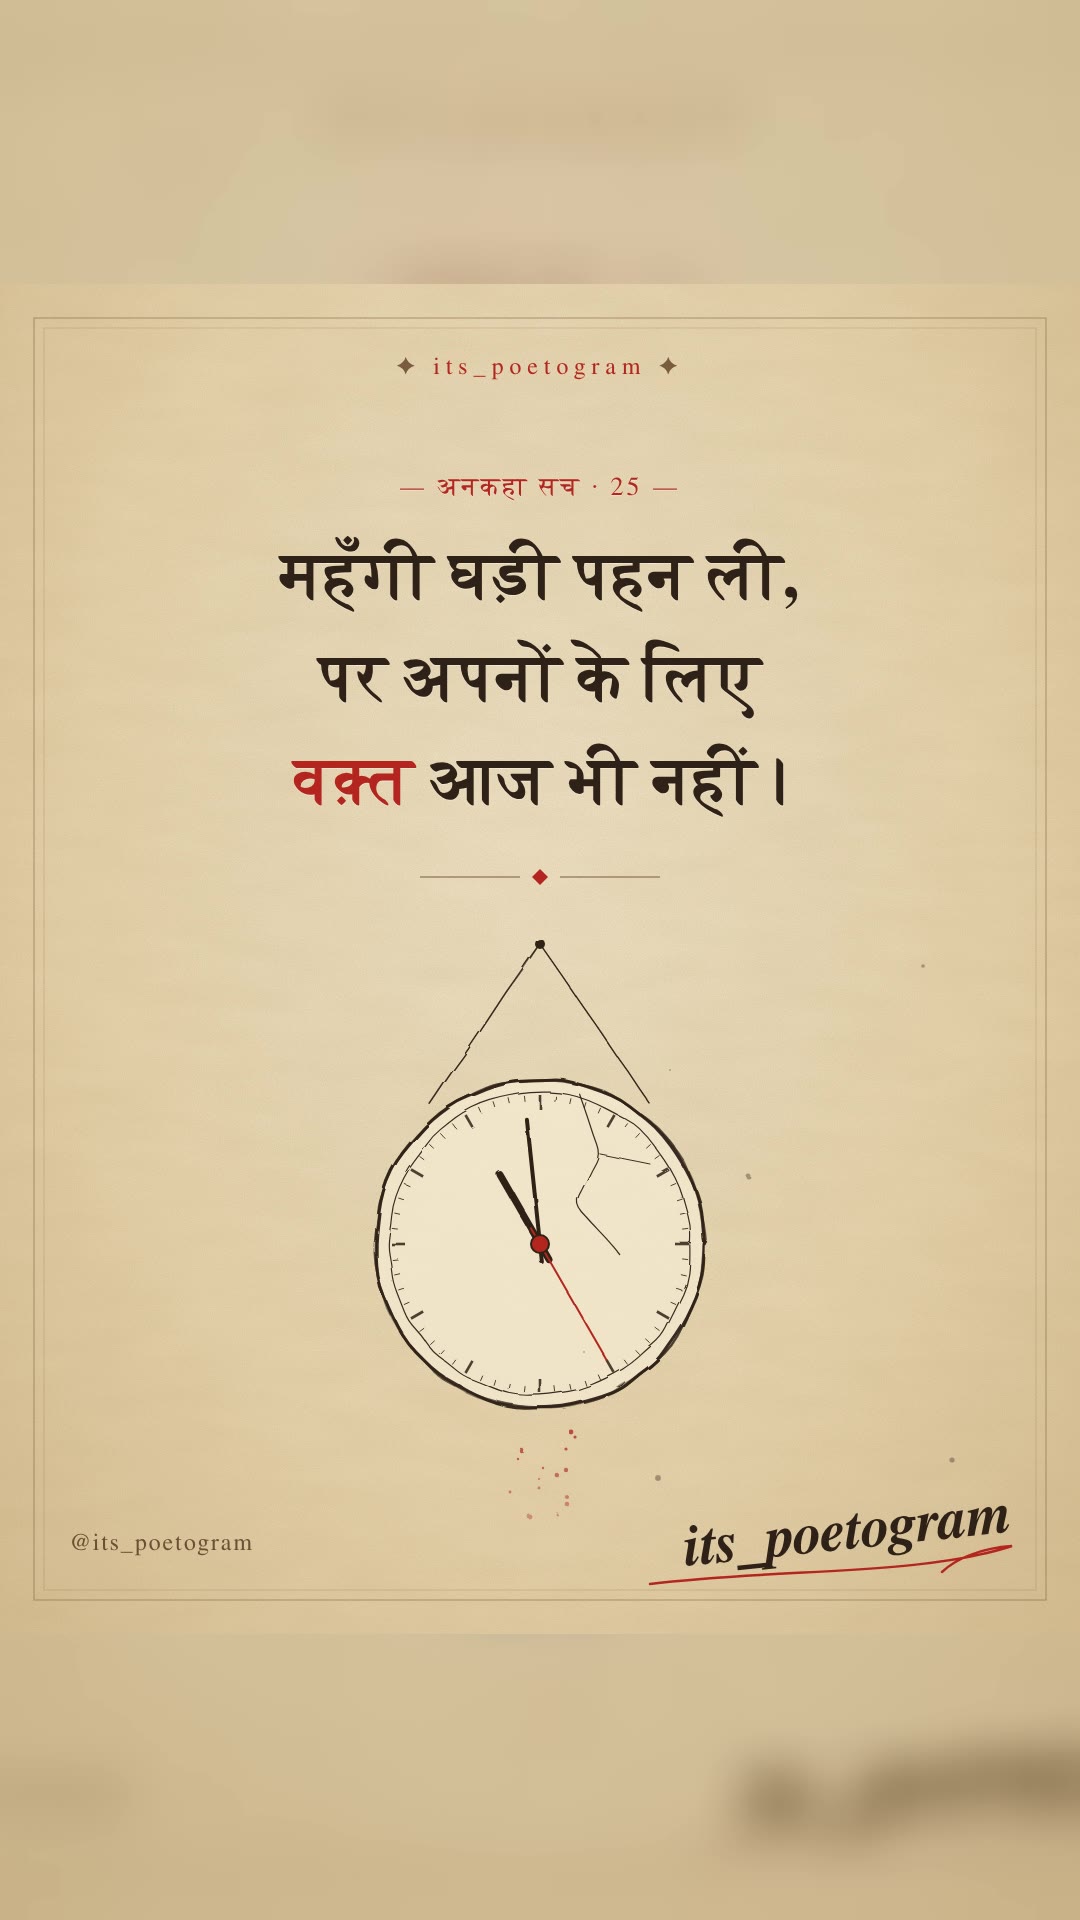 ✦ its_poetogram ✦
— अनकहा सच · 25 —
महँगी घड़ी पहन ली,
पर अपनों के लिए
वक़्त आज भी नहीं।
@its_poetogram
its_poetogram